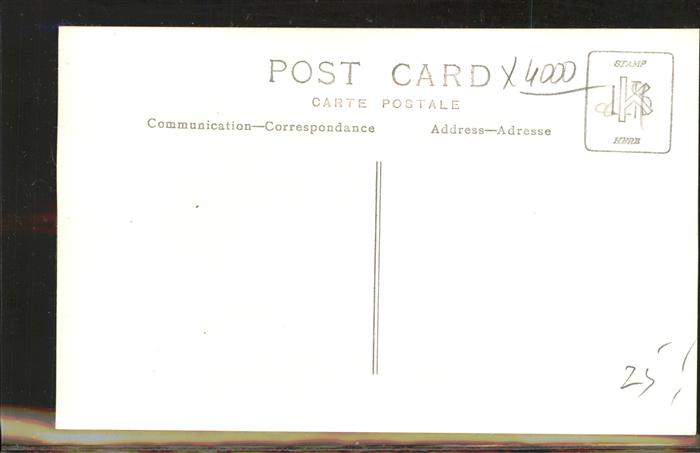 POST CARD X 4000
CARTE POSTALE
Communication—Correspondance Address—Adresse
STAMP
HERE
25